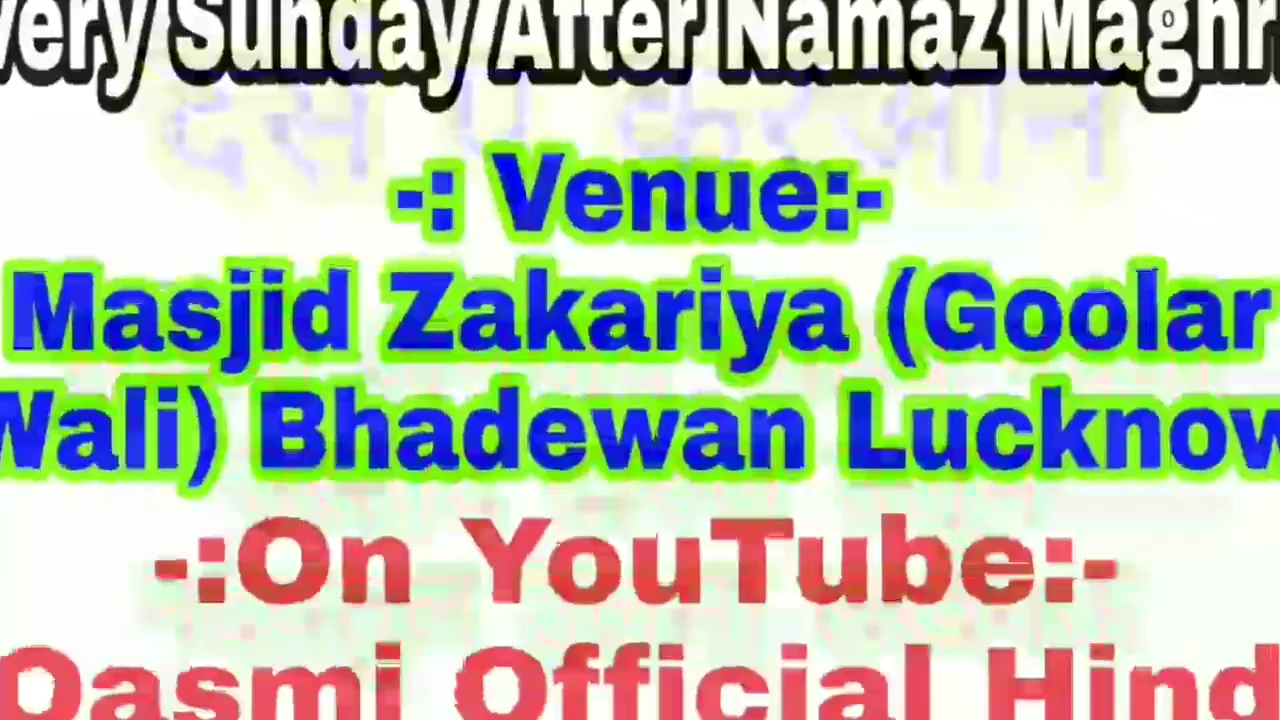 very Sunday After Namaz Maghr
-: Venue:-
Masjid Zakariya (Goolar
Wali) Bhadewan Lucknow
-:On YouTube:-
Qasmi Official Hind